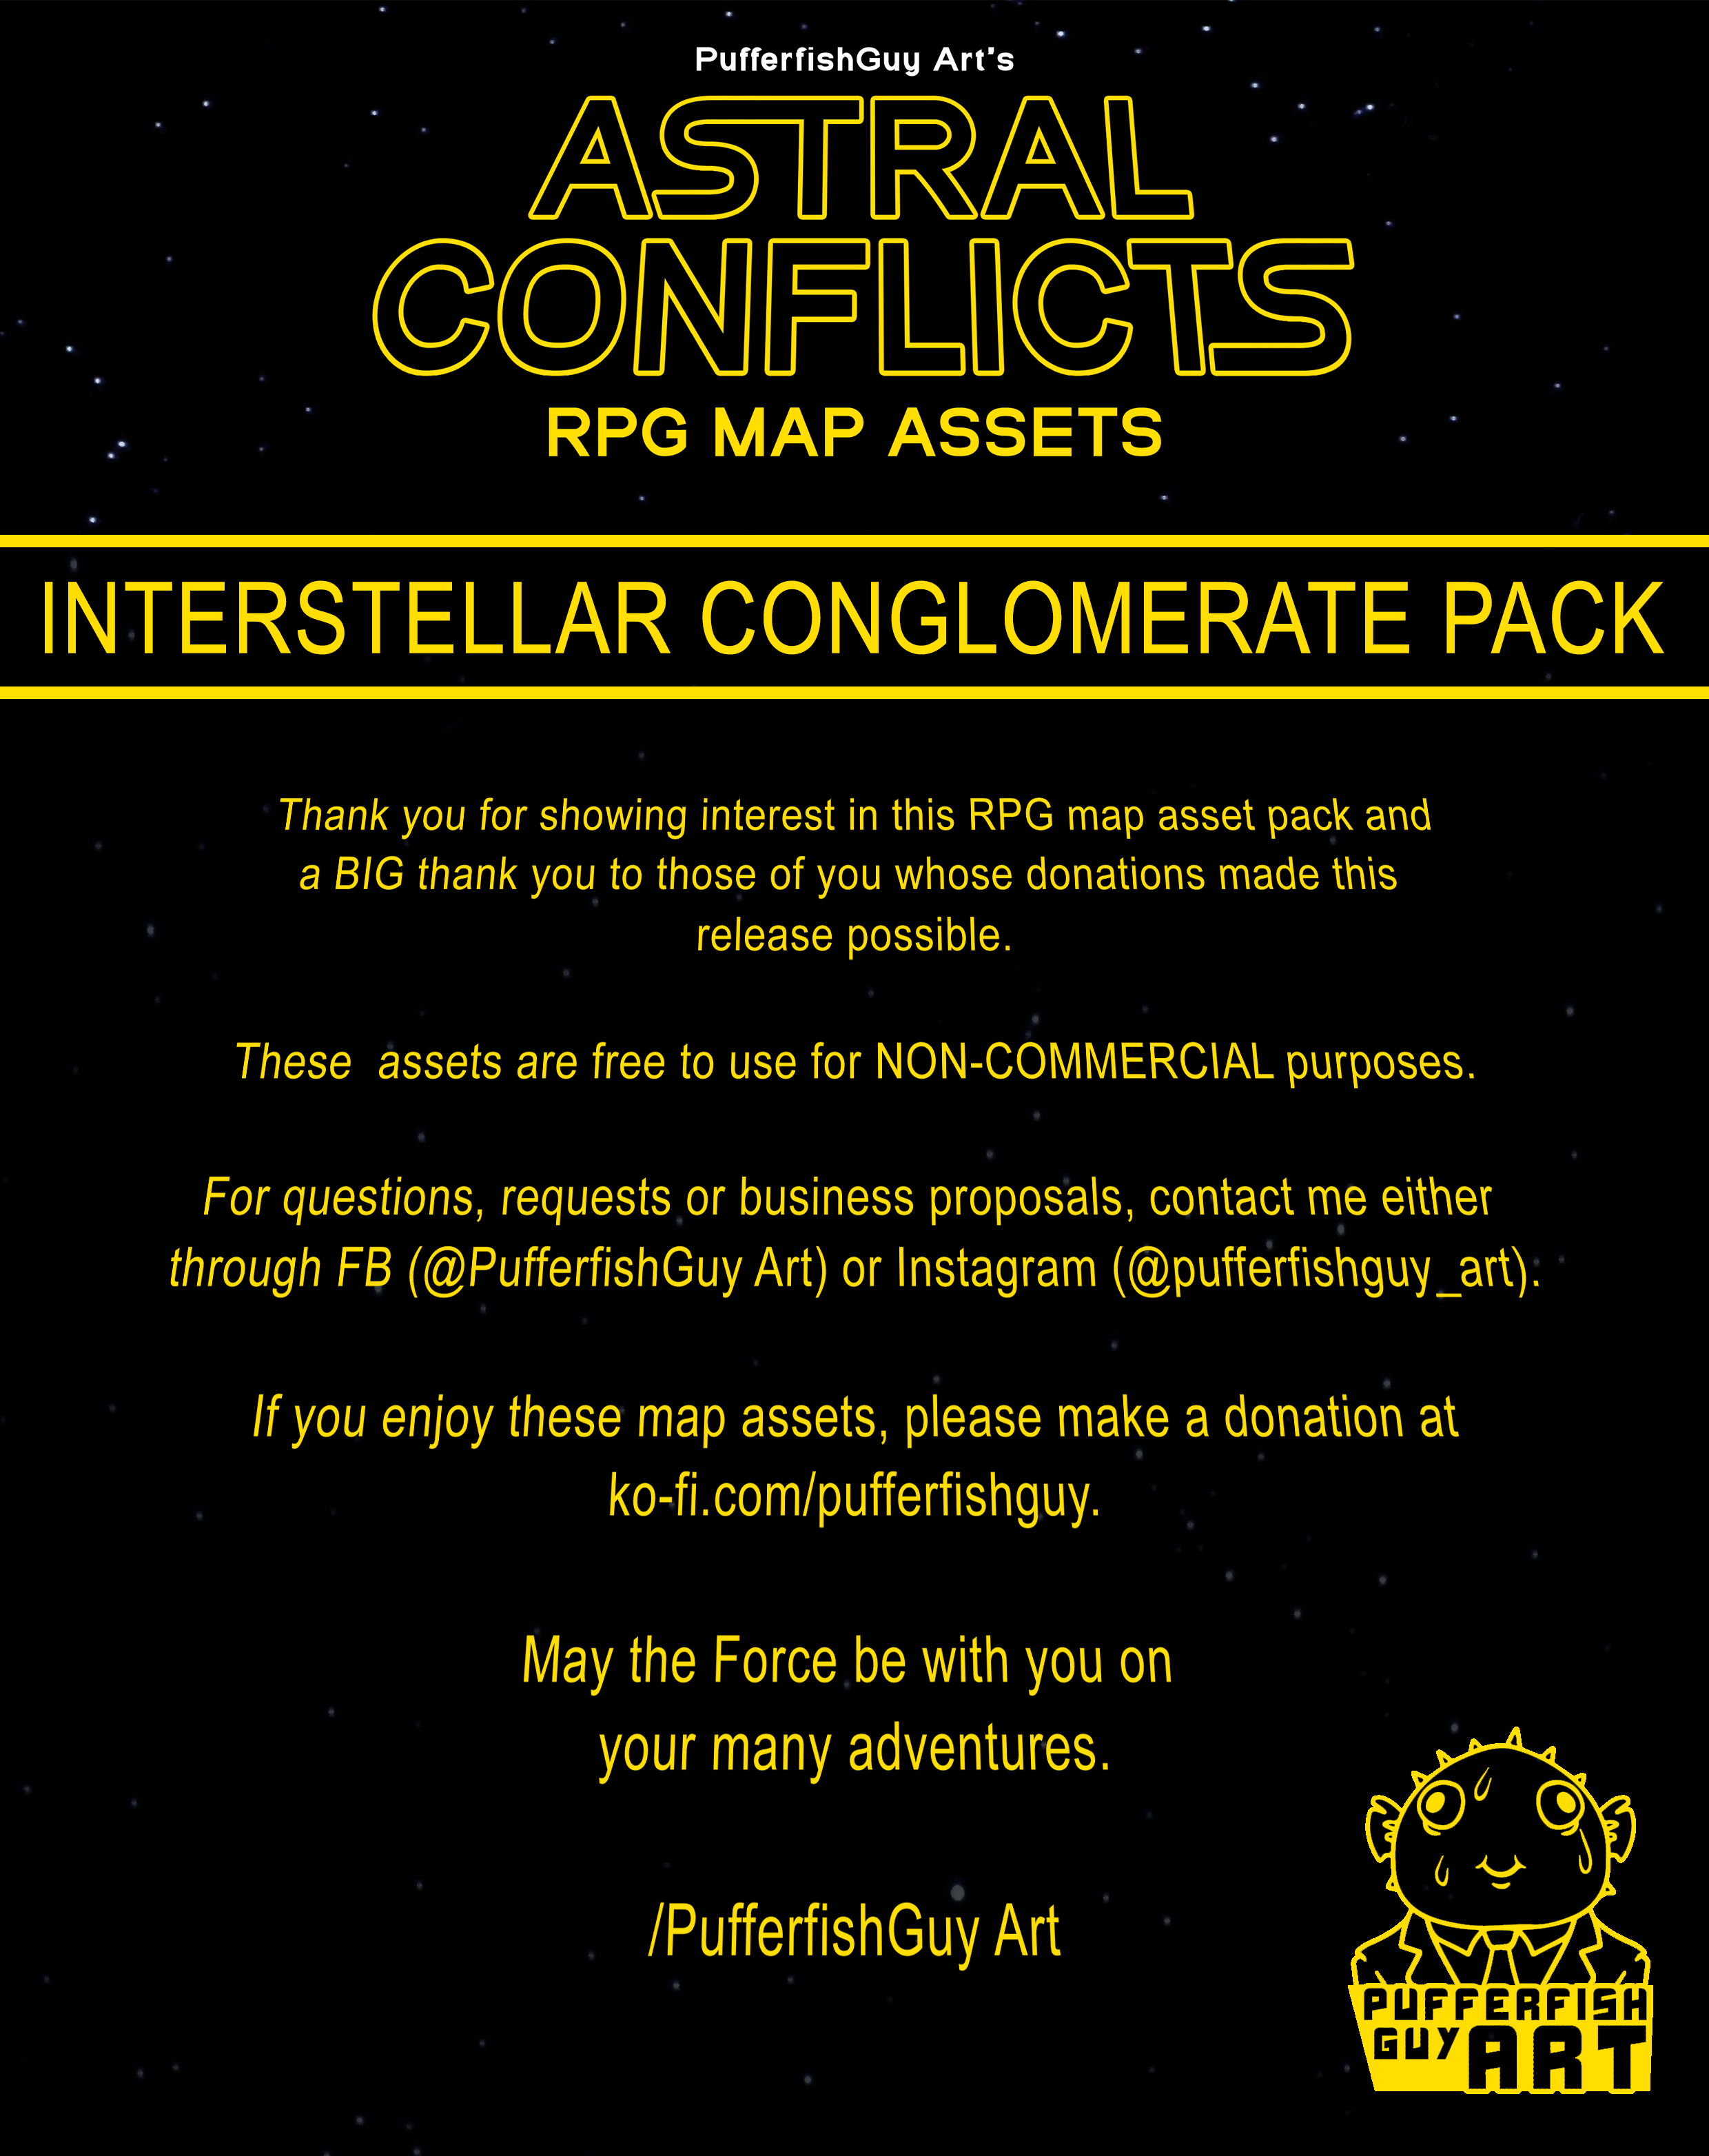 PufferfishGuy Art's
ASTRAL
CONFLICTS
RPG MAP ASSETS
INTERSTELLAR CONGLOMERATE PACK
Thank you for showing interest in this RPG map asset pack and
a BIG thank you to those of you whose donations made this
release possible.
These  assets are free to use for NON-COMMERCIAL purposes.
For questions, requests or business proposals, contact me either
through FB (@PufferfishGuy Art) or Instagram (@pufferfishguy_art).
If you enjoy these map assets, please make a donation at
ko-fi.com/pufferfishguy.
May the Force be with you on
your many adventures.
/PufferfishGuy Art
PUFFERFISH
GUY ART